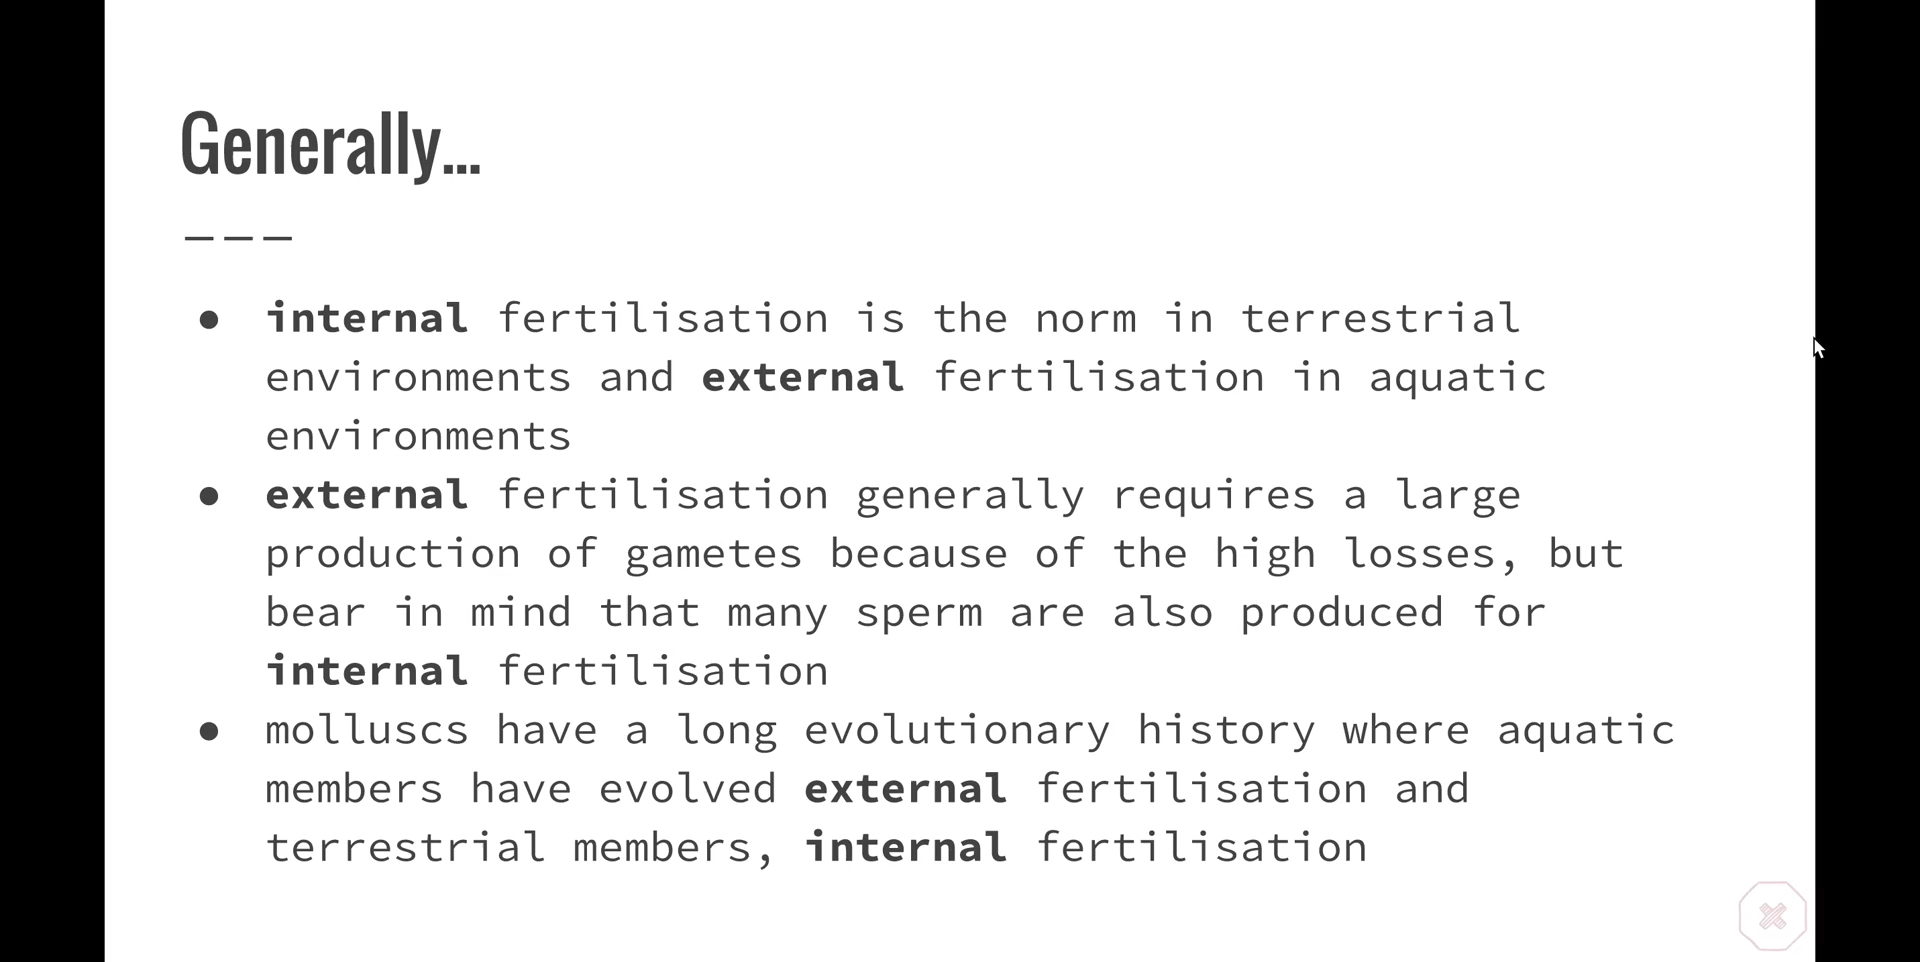 Generally...
___
● internal fertilisation is the norm in terrestrial
environments and external fertilisation in aquatic
environments
● external fertilisation generally requires a large
production of gametes because of the high losses, but
bear in mind that many sperm are also produced for
internal fertilisation
● molluscs have a long evolutionary history where aquatic
members have evolved external fertilisation and
terrestrial members, internal fertilisation